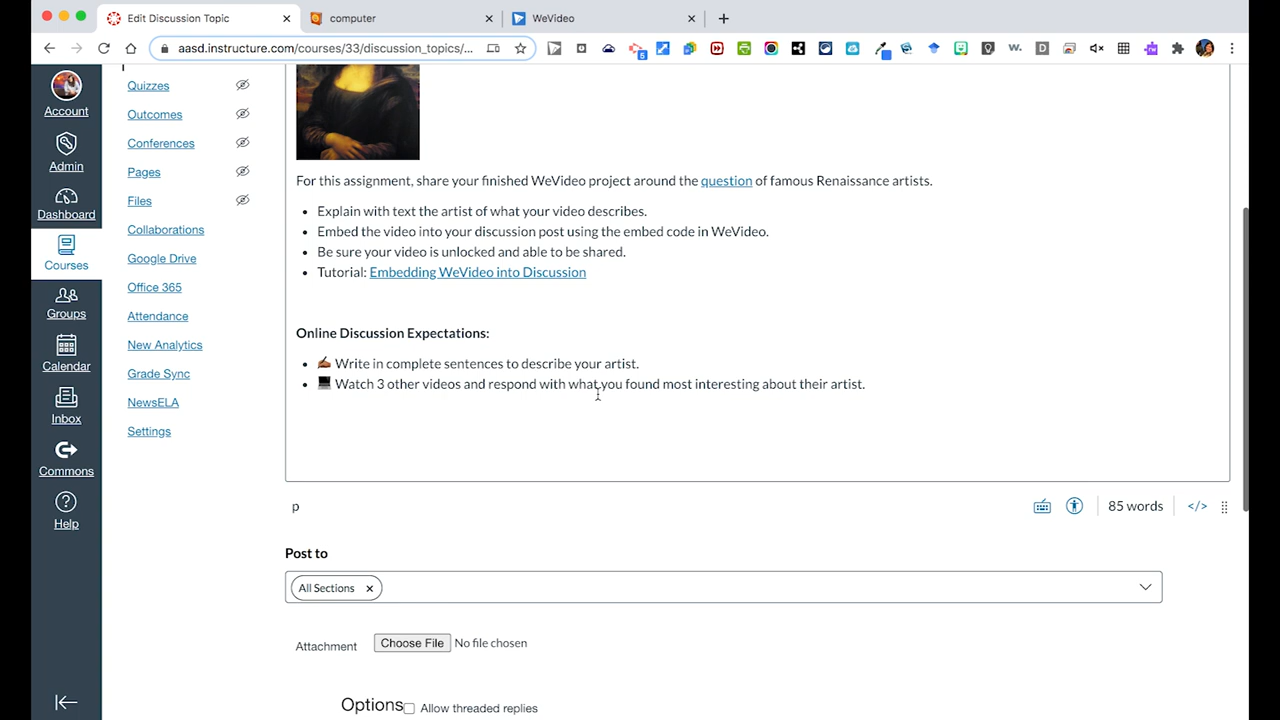 Edit Discussion Topic
computer
WeVideo
aasd.instructure.com/courses/33/discussion_topics/...
5
W.
D
Account
Admin
Dashboard
Courses
Groups
Calendar
Inbox
Commons
Help
Quizzes
Outcomes
Conferences
Pages
Files
Collaborations
Google Drive
Office 365
Attendance
New Analytics
Grade Sync
NewsELA
Settings
For this assignment, share your finished WeVideo project around the question of famous Renaissance artists.
Explain with text the artist of what your video describes.
Embed the video into your discussion post using the embed code in WeVideo.
Be sure your video is unlocked and able to be shared.
Tutorial: Embedding WeVideo into Discussion
Online Discussion Expectations:
✍🏽 Write in complete sentences to describe your artist.
💻 Watch 3 other videos and respond with what you found most interesting about their artist.
p
85 words
</>
Post to
All Sections
Attachment Choose File No file chosen
Options Allow threaded replies